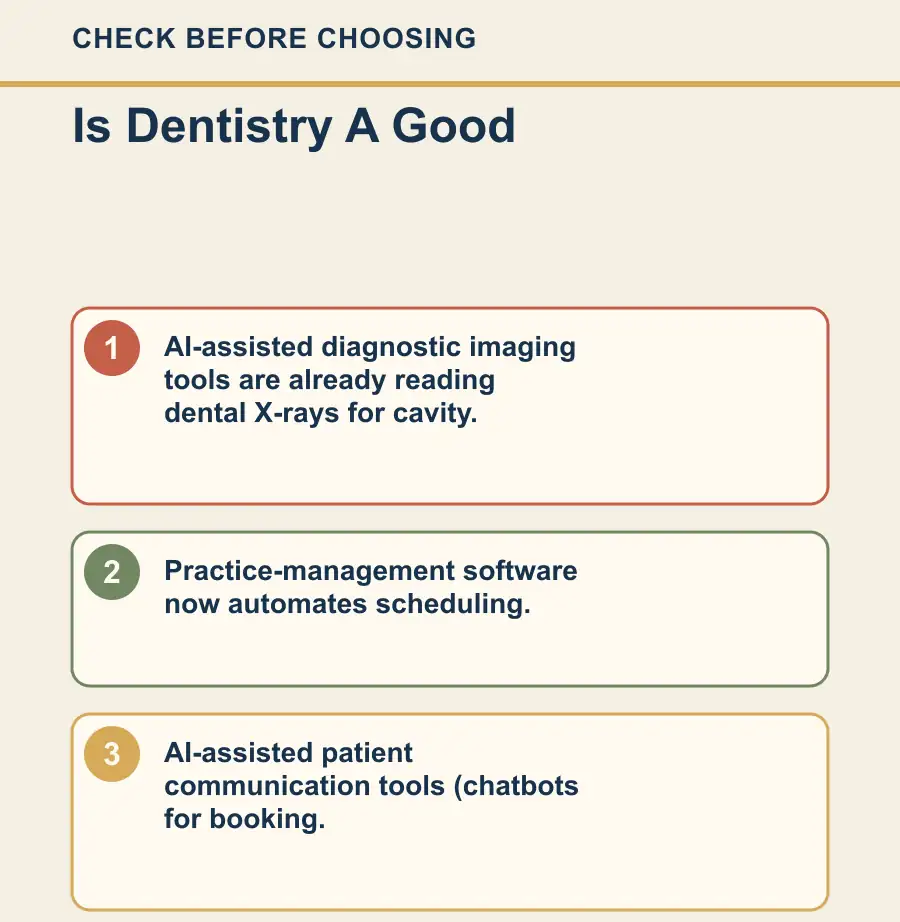 CHECK BEFORE CHOOSING
Is Dentistry A Good
1
AI-assisted diagnostic imaging
tools are already reading
dental X-rays for cavity.
2
Practice-management software
now automates scheduling.
3
AI-assisted patient
communication tools (chatbots
for booking.